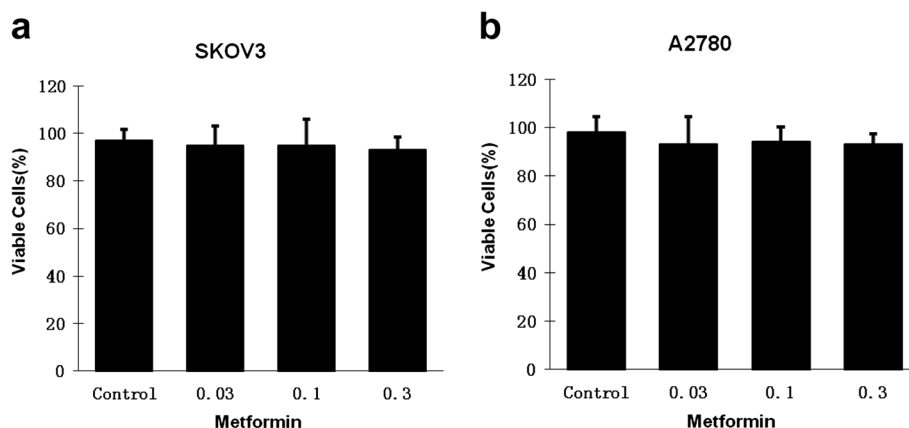 a
SKOV3
Viable Cells(%)
120
100
80
60
40
20
0
Control 0.03 0.1 0.3
Metformin
b
A2780
Viable Cells(%)
120
100
80
60
40
20
0
Control 0.03 0.1 0.3
Metformin